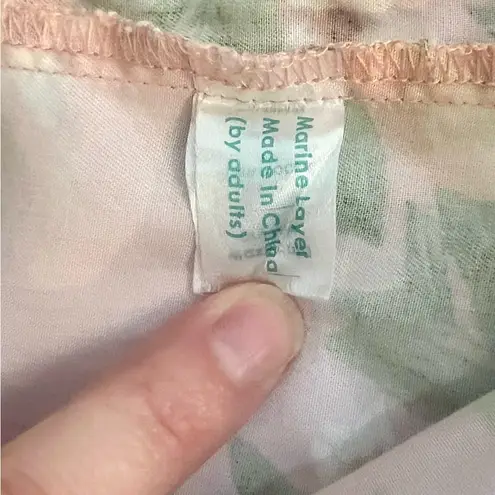 Marine Layer
Made in China
(by adults)